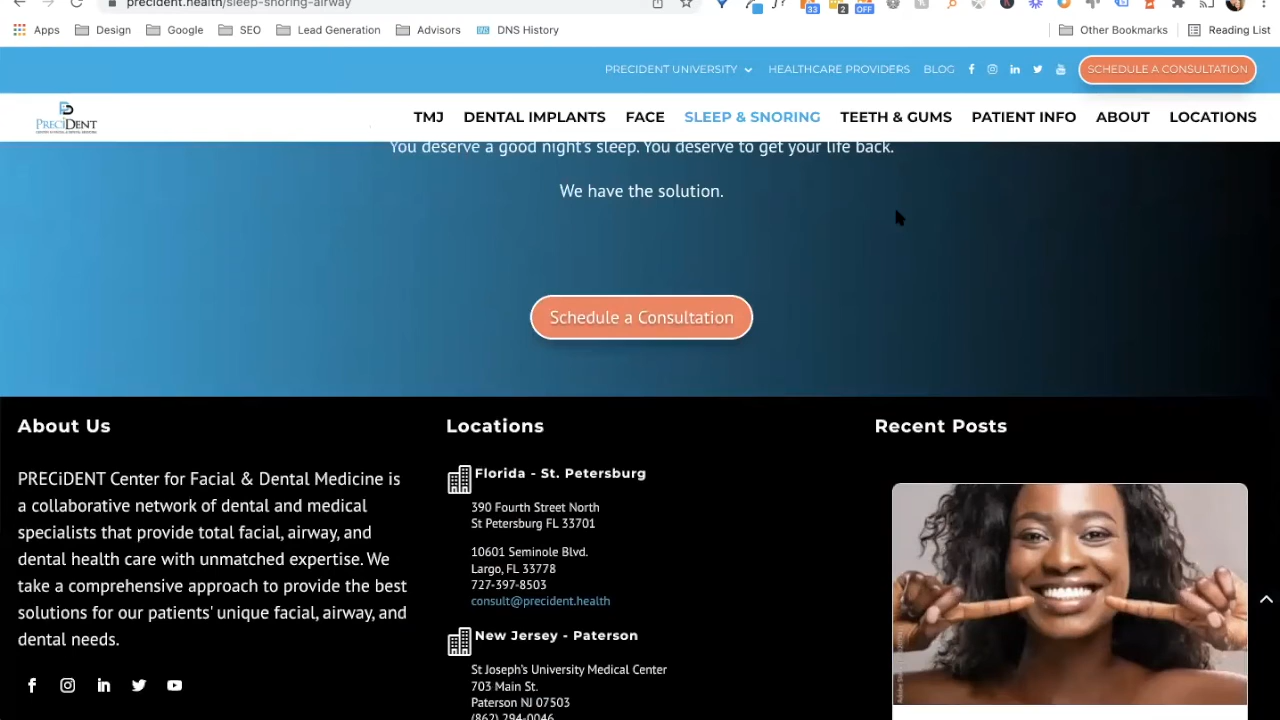 precident.health/sleep-snoring-airway
33
2
OFF
Apps
Design
Google
SEO
Lead Generation
Advisors
DNS History
Other Bookmarks
Reading List
PRECIDENT UNIVERSITY
HEALTHCARE PROVIDERS
BLOG
SCHEDULE A CONSULTATION
PRECIDENT
TMJ
DENTAL IMPLANTS
FACE
SLEEP & SNORING
TEETH & GUMS
PATIENT INFO
ABOUT
LOCATIONS
You deserve a good night's sleep. You deserve to get your life back.
We have the solution.
Schedule a Consultation
About Us
PRECiDENT Center for Facial & Dental Medicine is
a collaborative network of dental and medical
specialists that provide total facial, airway, and
dental health care with unmatched expertise. We
take a comprehensive approach to provide the best
solutions for our patients' unique facial, airway, and
dental needs.
Locations
Florida - St. Petersburg
390 Fourth Street North
St Petersburg FL 33701
10601 Seminole Blvd.
Largo, FL 33778
727-397-8503
consult@precident.health
New Jersey - Paterson
St Joseph's University Medical Center
703 Main St.
Paterson NJ 07503
(862) 294-0046
Recent Posts